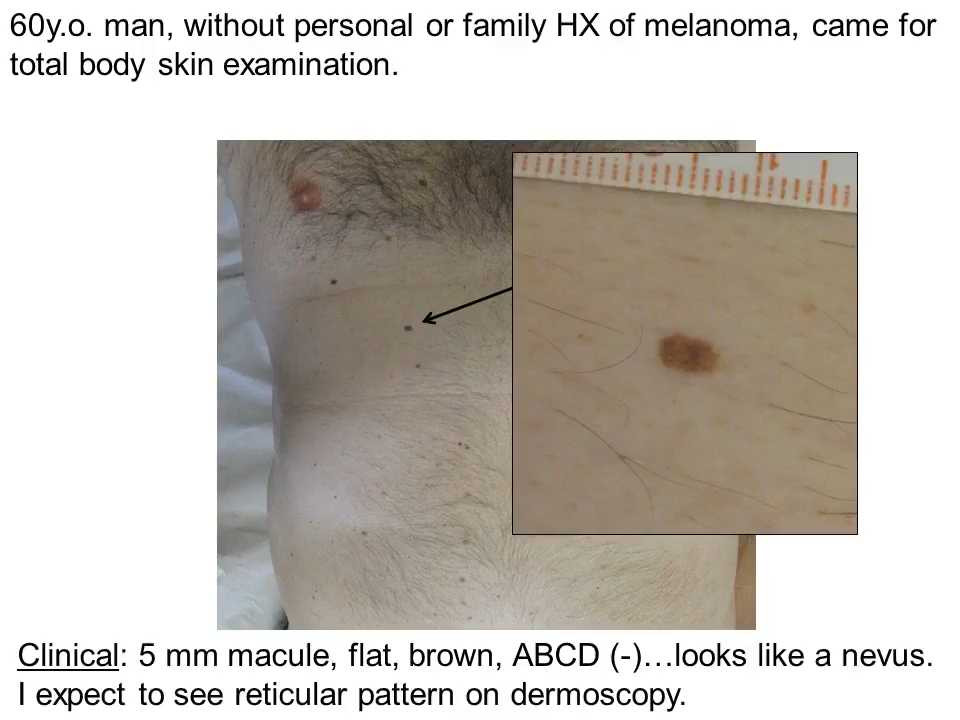 60y.o. man, without personal or family HX of melanoma, came for
total body skin examination.
Clinical: 5 mm macule, flat, brown, ABCD (-)…looks like a nevus.
I expect to see reticular pattern on dermoscopy.